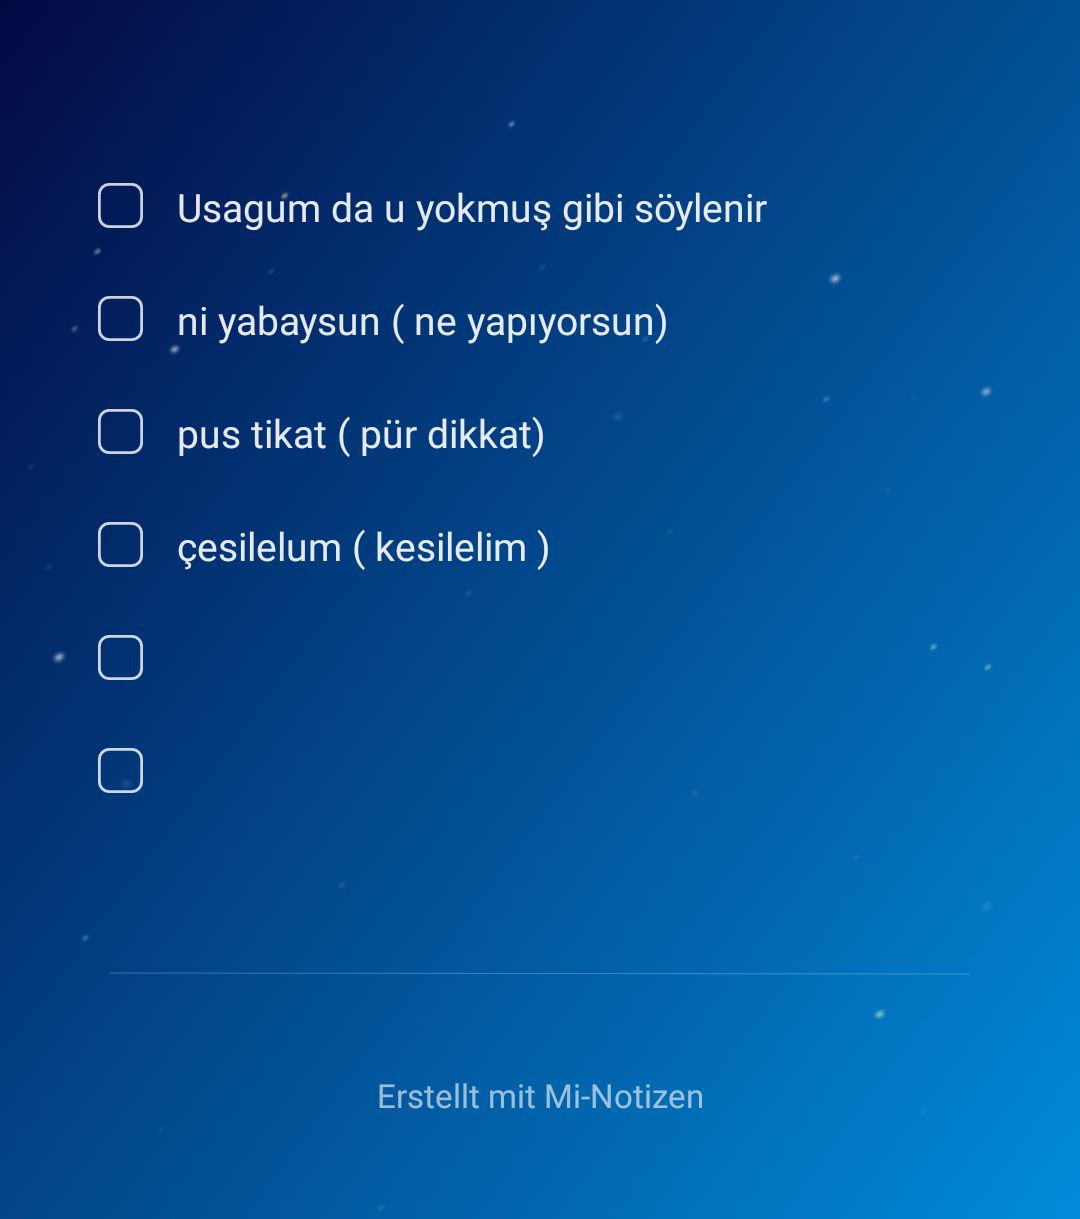 Usagum da u yokmuş gibi söylenir
ni yabaysun ( ne yapıyorsun)
pus tikat ( pür dikkat)
çesilelum ( kesilelim )
Erstellt mit Mi-Notizen